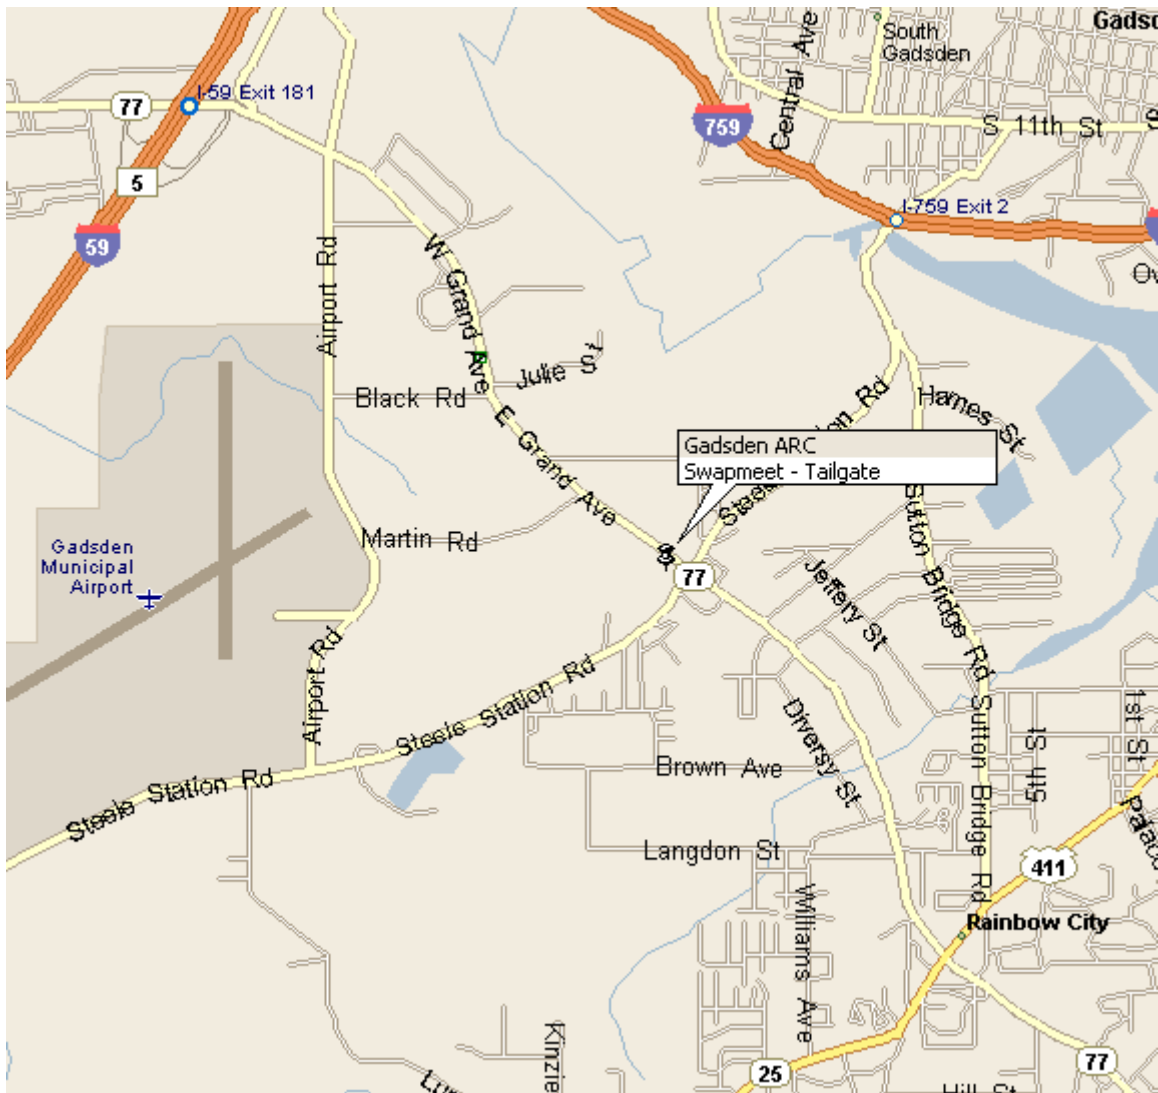 Gadsd
South
Gadsden
Central Ave
I-59 Exit 181
77
759
S 11th St
5
59
I-759 Exit 2
W Grand Ave
Airport Rd
Julie St
Black Rd
Hames St
E Grand Ave
Gadsden ARC
Swapmeet - Tailgate
Martin Rd
Gadsden
Municipal
Airport
77
Jeffery St
Sutton Bridge Rd
Airport Rd
Steele Station Rd
Diversy St
Sutton Bridge Rd
5th St
1st St
Brown Ave
Steele Station Rd
Langdon St
411
Williams Ave
Rainbow City
Kinzie
77
25